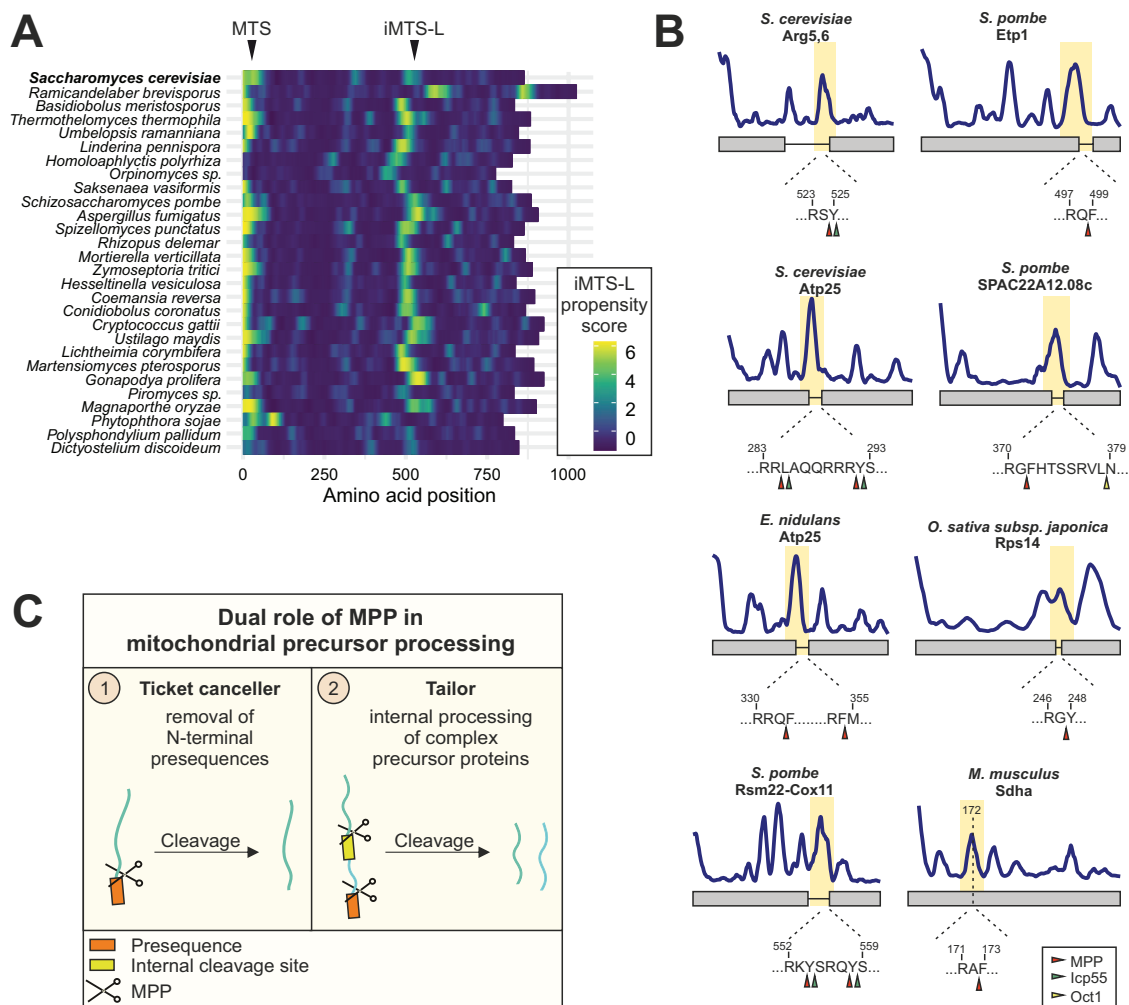 A
MTS
iMTS-L
Saccharomyces cerevisiae
Ramicandelaber brevisporus
Basidiobolus meristosporus
Thermothelomyces thermophila
Umbelopsis ramanniana
Linderina pennispora
Homoloaphlyctis polyrhiza
Orpinomyces sp.
Saksenaea vasiformis
Schizosaccharomyces pombe
Aspergillus fumigatus
Spizellomyces punctatus
Rhizopus delemar
Mortierella verticillata
Zymoseptoria tritici
Hesseltinella vesiculosa
Coemansia reversa
Conidiobolus coronatus
Cryptococcus gattii
Ustilago maydis
Lichtheimia corymbifera
Martensiomyces pterosporus
Gonapodya prolifera
Piromyces sp.
Magnaporthe oryzae
Phytophthora sojae
Polysphondylium pallidum
Dictyostelium discoideum
0 250 500 750 1000
Amino acid position
iMTS-L
propensity
score
6
4
2
0
B
S. cerevisiae
Arg5,6
523 525
...RSY...
S. pombe
Etp1
497 499
...RQF...
S. cerevisiae
Atp25
283 293
...RRLAQQRRRYS...
S. pombe
SPAC22A12.08c
370 379
...RGFHTSSRVLN...
E. nidulans
Atp25
330 355
...RRQF........RFM...
O. sativa subsp. japonica
Rps14
246 248
...RGY...
S. pombe
Rsm22-Cox11
552 559
...RKYSRQYS...
M. musculus
Sdha
172
171 173
...RAF...
MPP
Icp55
Oct1
C
Dual role of MPP in
mitochondrial precursor processing
1
Ticket canceller
removal of
N-terminal
presequences
Cleavage
2
Tailor
internal processing
of complex
precursor proteins
Cleavage
Presequence
Internal cleavage site
MPP